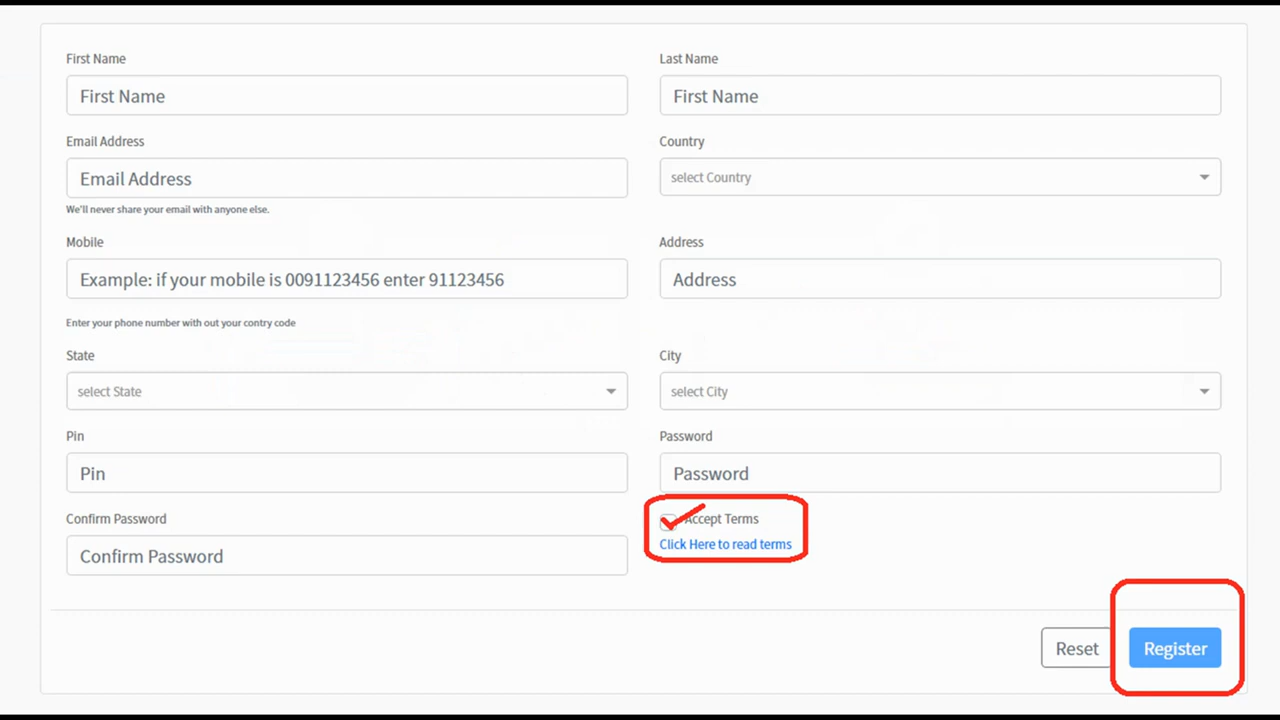 First Name
Last Name
First Name
First Name
Email Address
Country
Email Address
select Country
We'll never share your email with anyone else.
Mobile
Address
Example: if your mobile is 0091123456 enter 91123456
Address
Enter your phone number with out your contry code
State
City
select State
select City
Pin
Password
Pin
Password
Confirm Password
Accept Terms
Click Here to read terms
Confirm Password
Reset
Register